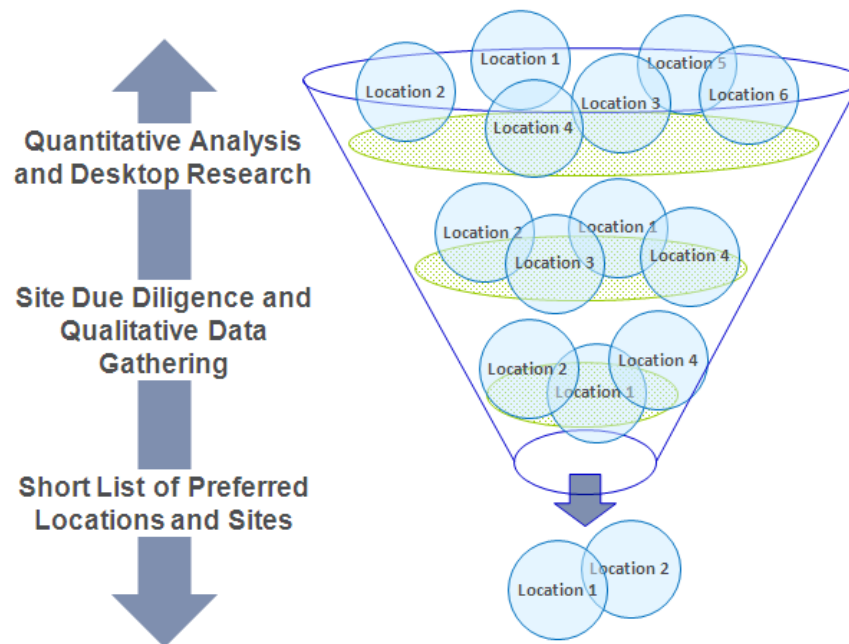 Quantitative Analysis
and Desktop Research
Site Due Diligence and
Qualitative Data
Gathering
Short List of Preferred
Locations and Sites
Location 1
Location 5
Location 2
Location 6
Location 3
Location 4
Location 1
Location 2
Location 4
Location 3
Location 4
Location 2
Location 1
Location 2
Location 1